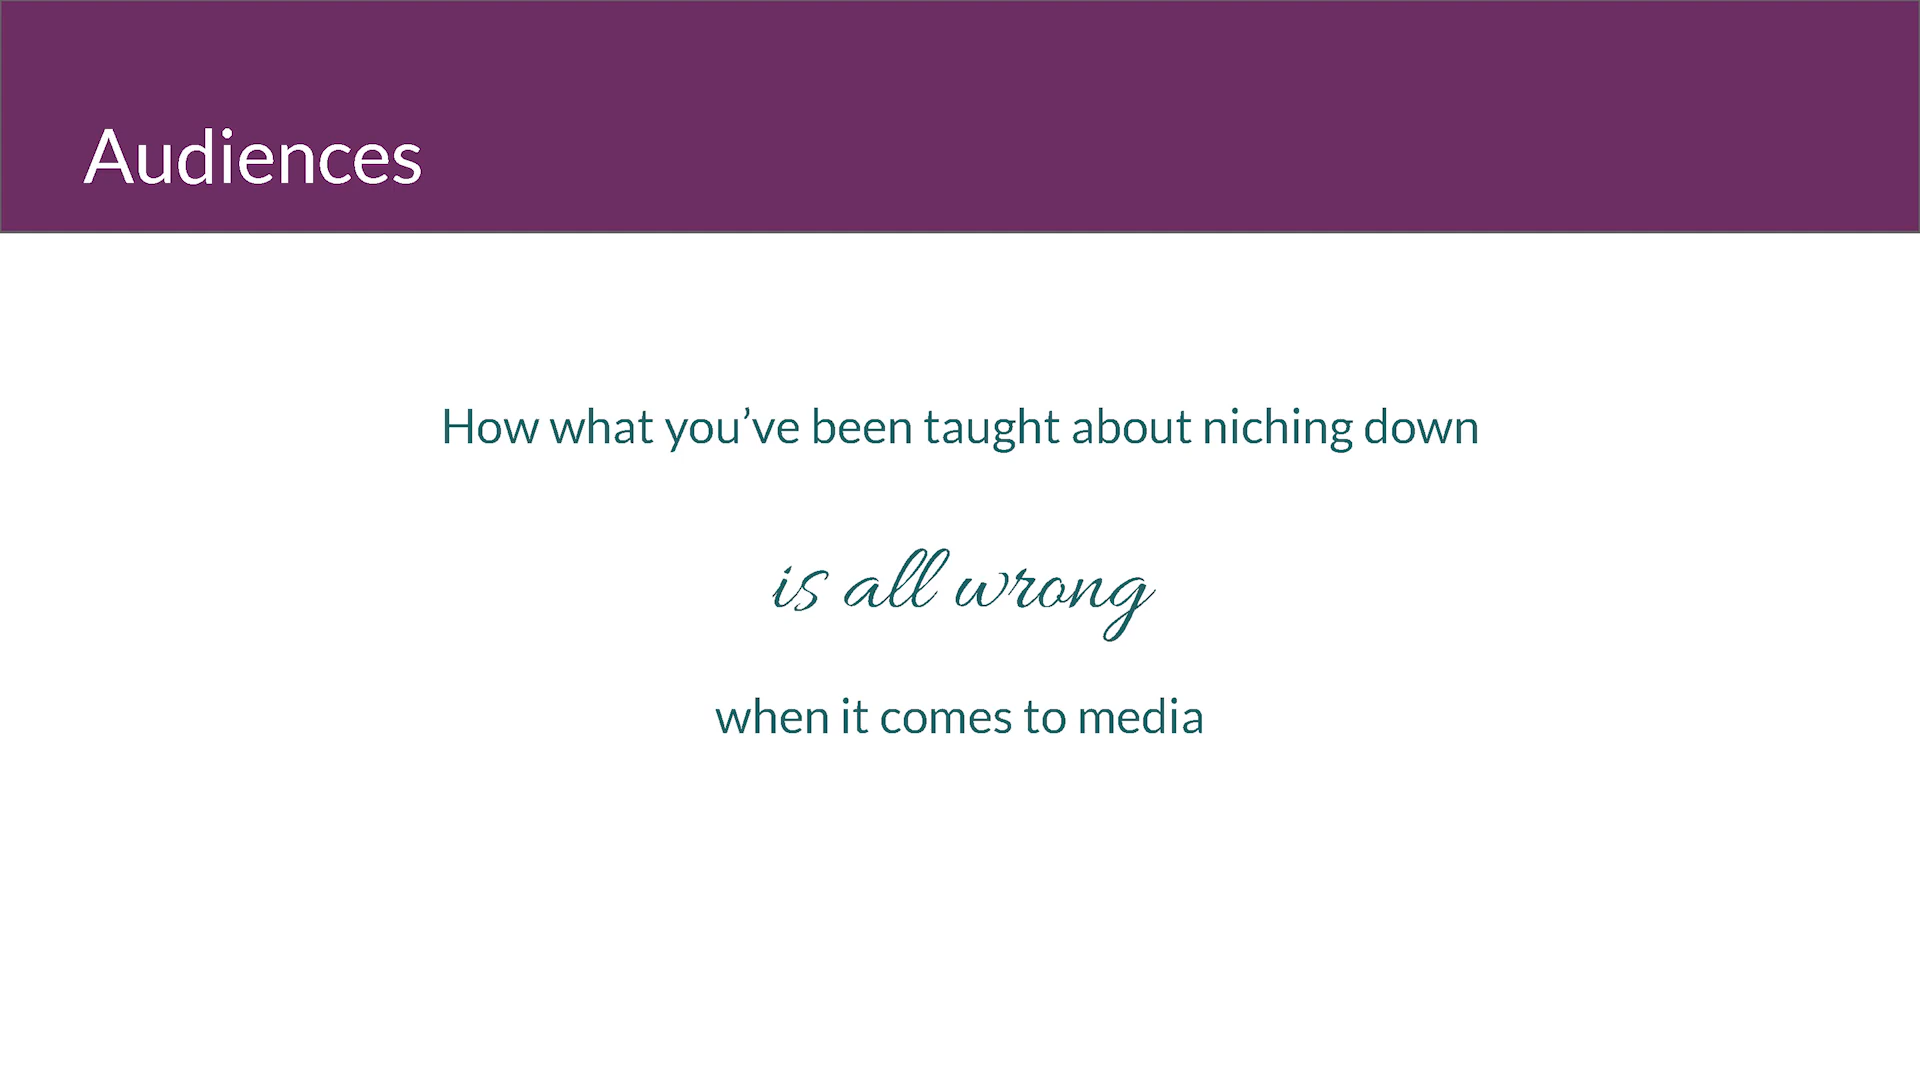 Audiences
How what you’ve been taught about niching down
is all wrong
when it comes to media